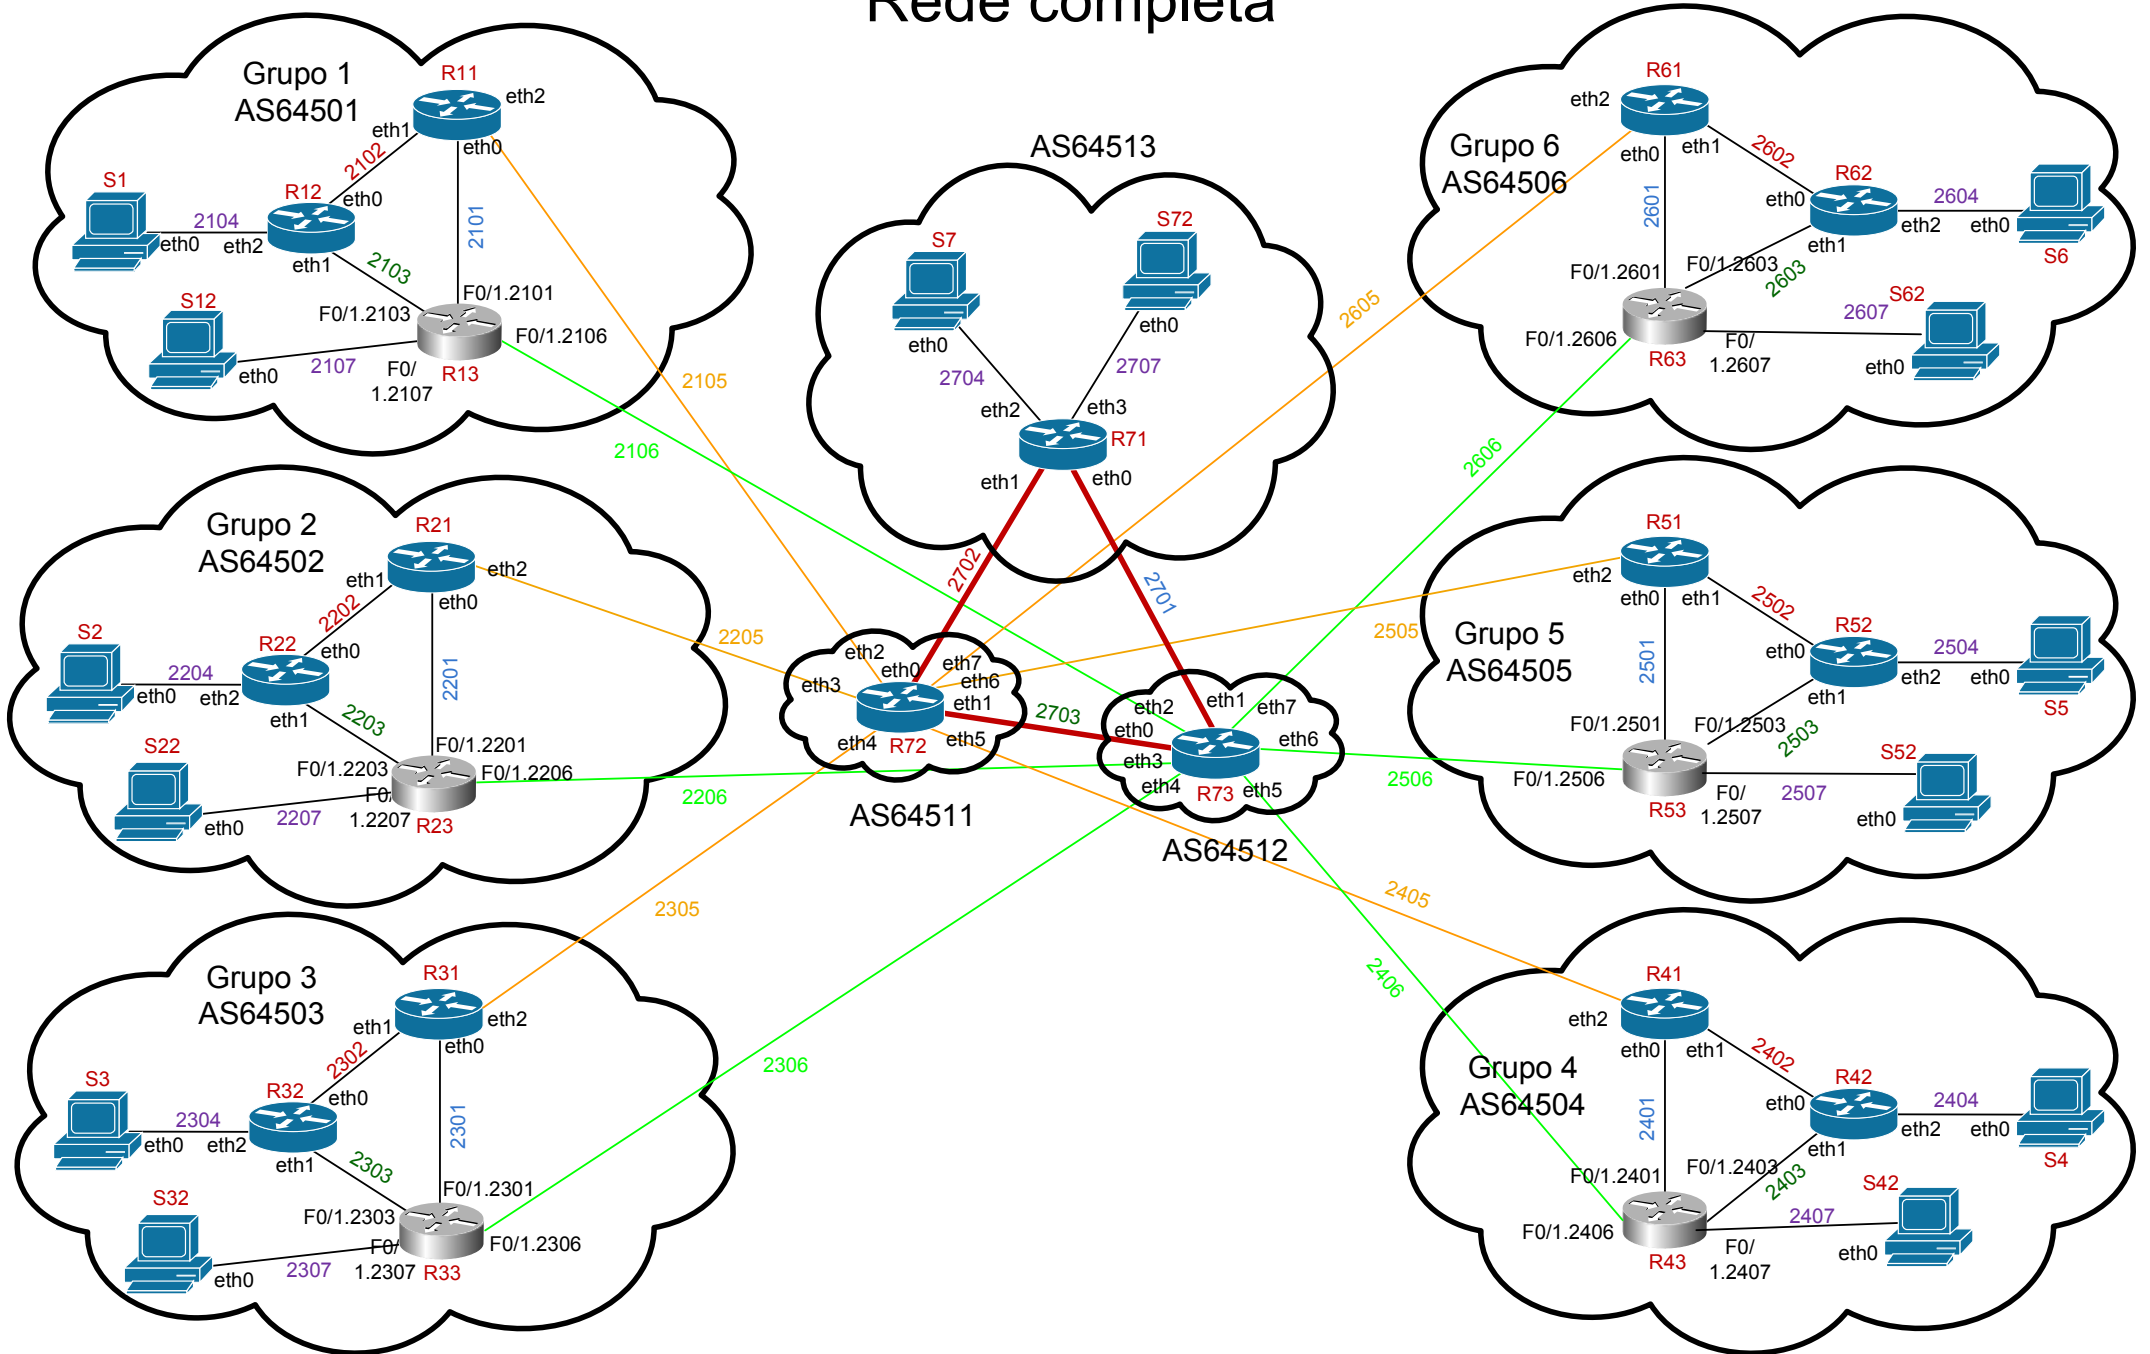 Rede completa
Grupo 1
AS64501
R11
eth2
eth1
eth0
2102
S1
R12
eth0
2104
eth0
eth2
eth1
2101
2103
S12
F0/1.2101
F0/1.2103
F0/1.2106
eth0
2107
F0/
1.2107
R13
2105
2106
AS64513
S7
S72
eth0
eth0
2704
2707
eth2
eth3
R71
eth1
eth0
2702
2701
Grupo 6
AS64506
R61
eth2
eth0
eth1
2602
R62
eth0
2604
eth2
eth0
S6
eth1
2601
F0/1.2601
F0/1.2603
2603
S62
2607
F0/1.2606
R63
F0/
1.2607
eth0
2605
2606
Grupo 2
AS64502
R21
eth2
eth1
eth0
2202
S2
R22
eth0
2204
eth0
eth2
eth1
2201
2203
S22
F0/1.2201
F0/1.2203
F0/1.2206
F0/
1.2207
R23
eth0
2207
2205
2206
eth2
eth0
eth7
eth6
eth3
eth1
eth4
R72
eth5
AS64511
2703
eth2
eth1
eth7
eth0
eth6
eth3
eth4
R73
eth5
AS64512
Grupo 5
AS64505
R51
eth2
eth0
eth1
2502
R52
eth0
2504
eth2
eth0
S5
eth1
2501
F0/1.2501
F0/1.2503
2503
S52
F0/1.2506
R53
F0/
1.2507
2507
eth0
2505
2506
Grupo 3
AS64503
R31
eth2
eth1
eth0
2302
S3
R32
eth0
2304
eth0
eth2
eth1
2301
2303
S32
F0/1.2301
F0/1.2303
F0/1.2306
F0/
1.2307
R33
eth0
2307
2305
2306
Grupo 4
AS64504
R41
eth2
eth0
eth1
2402
R42
eth0
2404
eth2
eth0
S4
eth1
2401
F0/1.2401
F0/1.2403
2403
S42
2407
F0/1.2406
R43
F0/
1.2407
eth0
2405
2406